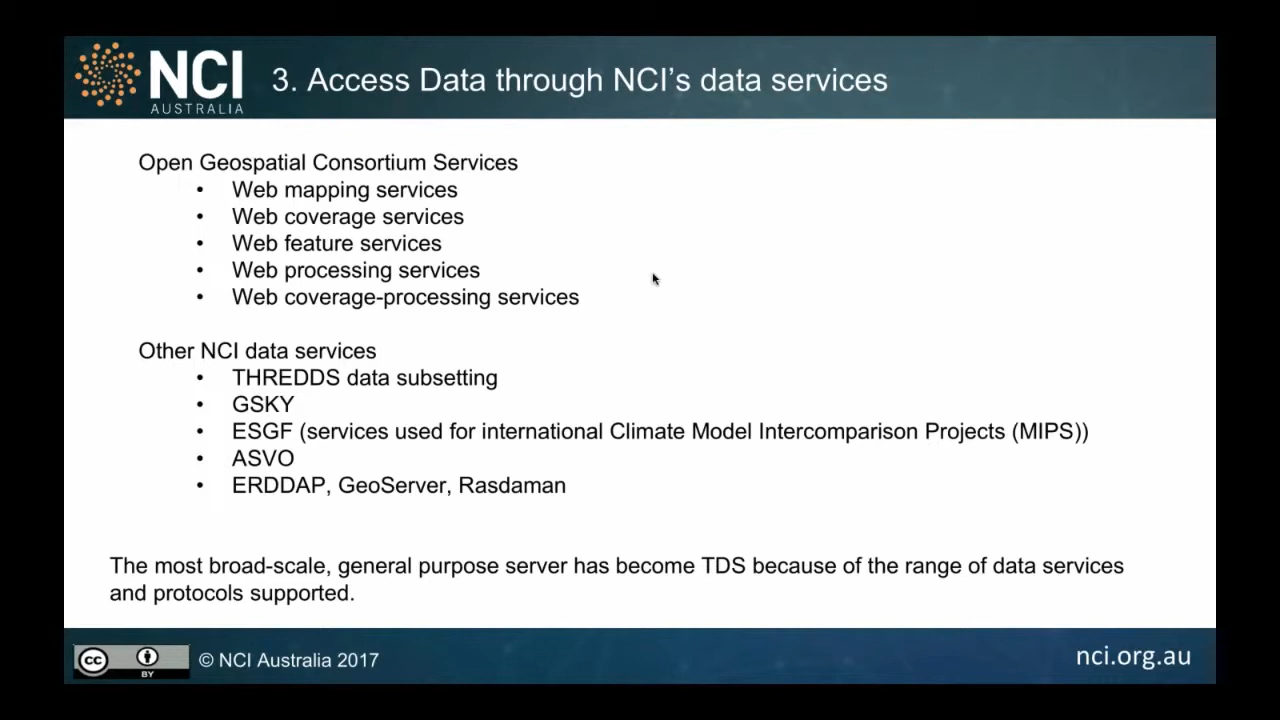 NCI
AUSTRALIA
3. Access Data through NCI's data services
Open Geospatial Consortium Services
• Web mapping services
• Web coverage services
• Web feature services
• Web processing services
• Web coverage-processing services
Other NCI data services
• THREDDS data subsetting
• GSKY
• ESGF (services used for international Climate Model Intercomparison Projects (MIPS))
• ASVO
• ERDDAP, GeoServer, Rasdaman
The most broad-scale, general purpose server has become TDS because of the range of data services
and protocols supported.
cc BY
© NCI Australia 2017
nci.org.au